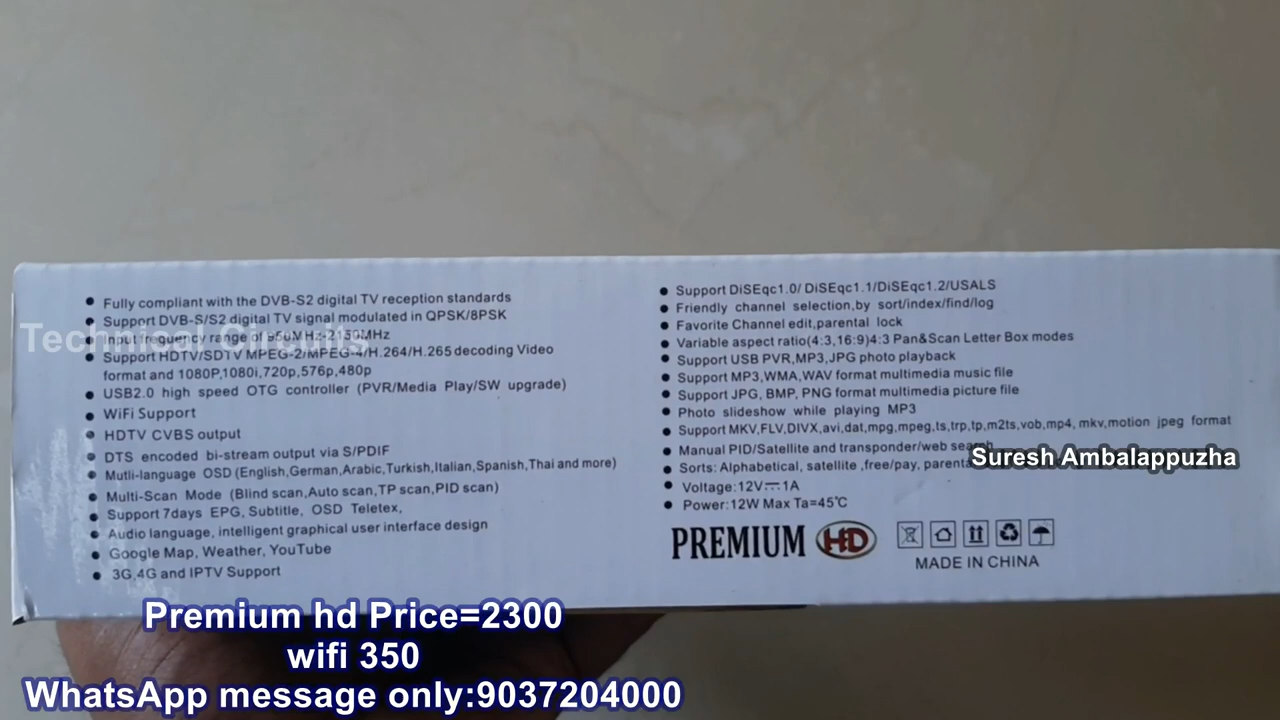 Fully compliant with the DVB-S2 digital TV reception standards
Support DVB-S/S2 digital TV signal modulated in QPSK/8PSK
Input frequency range of 950MHz-2150MHz
Support HDTV/SDTV MPEG-2/MPEG-4/H.264/H.265 decoding Video
format and 1080P,1080i,720p,576p,480p
USB2.0 high speed OTG controller (PVR/Media Play/SW upgrade)
WiFi Support
HDTV CVBS output
DTS encoded bi-stream output via S/PDIF
Mutli-language OSD (English,German,Arabic,Turkish,Italian,Spanish,Thai and more)
Multi-Scan Mode (Blind scan,Auto scan,TP scan,PID scan)
Support 7days EPG, Subtitle, OSD Teletex,
Audio language, intelligent graphical user interface design
Google Map, Weather, YouTube
3G,4G and IPTV Support
Support DiSEqc1.0/ DiSEqc1.1/DiSEqc1.2/USALS
Friendly channel selection,by sort/index/find/log
Favorite Channel edit,parental lock
Variable aspect ratio(4:3,16:9)4:3 Pan&Scan Letter Box modes
Support USB PVR,MP3,JPG photo playback
Support MP3,WMA,WAV format multimedia music file
Support JPG, BMP, PNG format multimedia picture file
Photo slideshow while playing MP3
Support MKV,FLV,DIVX,avi,dat,mpg,mpeg,ts,trp,tp,m2ts,vob,mp4, mkv,motion jpeg format
Manual PID/Satellite and transponder/web search
Sorts: Alphabetical, satellite ,free/pay,
Voltage:12V⎓1A
Power:12W Max Ta=45℃
PREMIUM HD
MADE IN CHINA
Technical Circuits
Suresh Ambalappuzha
Premium hd Price=2300
wifi 350
WhatsApp message only:9037204000